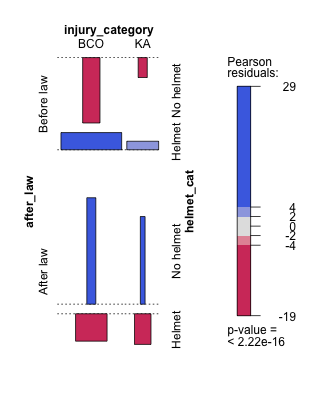 injury_category
BCO KA
Before law
No helmet
Helmet
after_law
helmet_cat
After law
No helmet
Helmet
Pearson
residuals:
29
4
2
0
-2
-4
-19
p-value =
< 2.22e-16